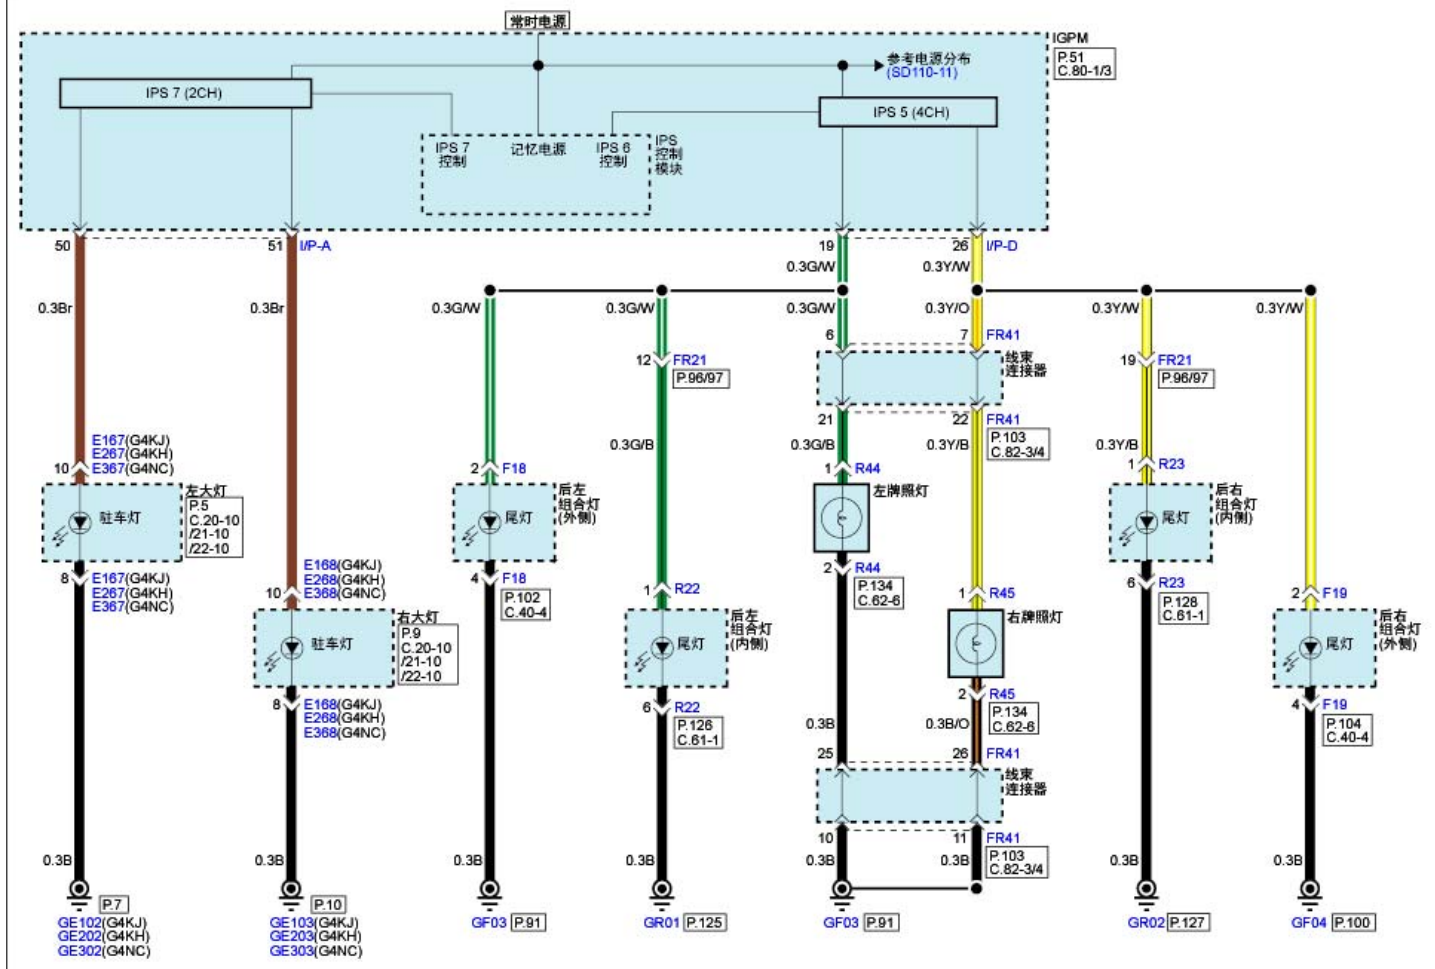 常时电源
IGPM
P.51
C.80-1/3
参考电源分布
(SD110-11)
IPS 7 (2CH)
IPS 5 (4CH)
IPS 7
控制
记忆电源
IPS 6
控制
IPS
控制
模块
50
51
I/P-A
19
26
I/P-D
0.3G/W
0.3Y/W
0.3Br
0.3Br
0.3G/W
0.3G/W
0.3G/W
0.3Y/O
0.3Y/W
0.3Y/W
6
7
FR41
线束
连接器
12
FR21
P.96/97
19
FR21
P.96/97
21
22
FR41
P.103
C.82-3/4
0.3G/B
0.3G/B
0.3Y/B
0.3Y/B
E167(G4KJ)
E267(G4KH)
10
E367(G4NC)
2
F18
1
R44
1
R23
左大灯
P.5
C.20-10
/21-10
/22-10
驻车灯
后左
组合灯
(外侧)
尾灯
左牌照灯
后右
组合灯
(内侧)
尾灯
8
E167(G4KJ)
E267(G4KH)
E367(G4NC)
E168(G4KJ)
E268(G4KH)
10
E368(G4NC)
4
F18
P.102
C.40-4
1
R22
2
R44
P.134
C.62-6
1
R45
6
R23
P.128
C.61-1
2
F19
右大灯
P.9
C.20-10
/21-10
/22-10
驻车灯
后左
组合灯
(内侧)
尾灯
右牌照灯
后右
组合灯
(外侧)
尾灯
8
E168(G4KJ)
E268(G4KH)
E368(G4NC)
6
R22
P.126
C.61-1
2
R45
P.134
C.62-6
4
F19
P.104
C.40-4
0.3B
0.3B/O
25
26
FR41
线束
连接器
10
11
FR41
P.103
C.82-3/4
0.3B
0.3B
0.3B
0.3B
0.3B
0.3B
0.3B
0.3B
P.7
GE102(G4KJ)
GE202(G4KH)
GE302(G4NC)
P.10
GE103(G4KJ)
GE203(G4KH)
GE303(G4NC)
GF03
P.91
GR01
P.125
GF03
P.91
GR02
P.127
GF04
P.100